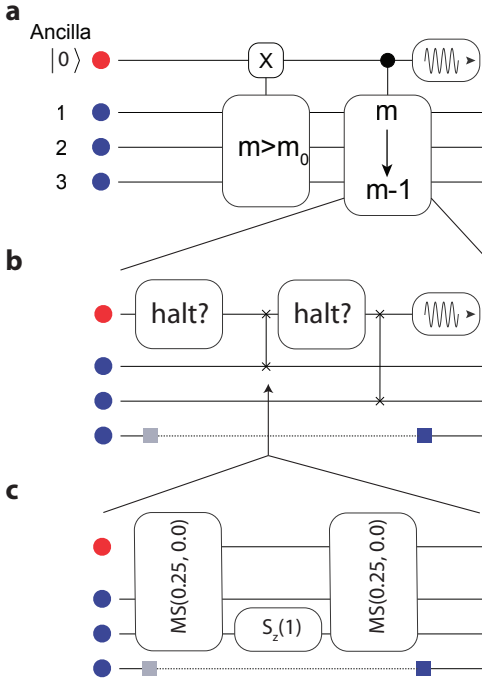 a
Ancilla
|0⟩
X
1
m
2
m>m₀
3
m-1
b
halt?
halt?
c
MS(0.25, 0.0)
MS(0.25, 0.0)
Sz(1)